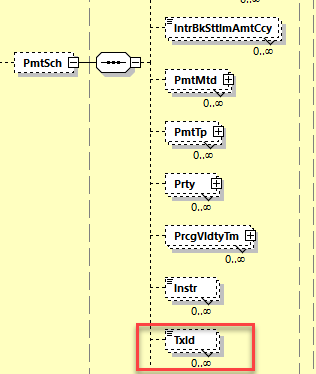 IntrBkSttlmAmtCcy
0..∞
PmtSch
PmtMtd
0..∞
PmtTp
0..∞
Prty
0..∞
PrcgVldtyTm
0..∞
Instr
0..∞
TxId
0..∞